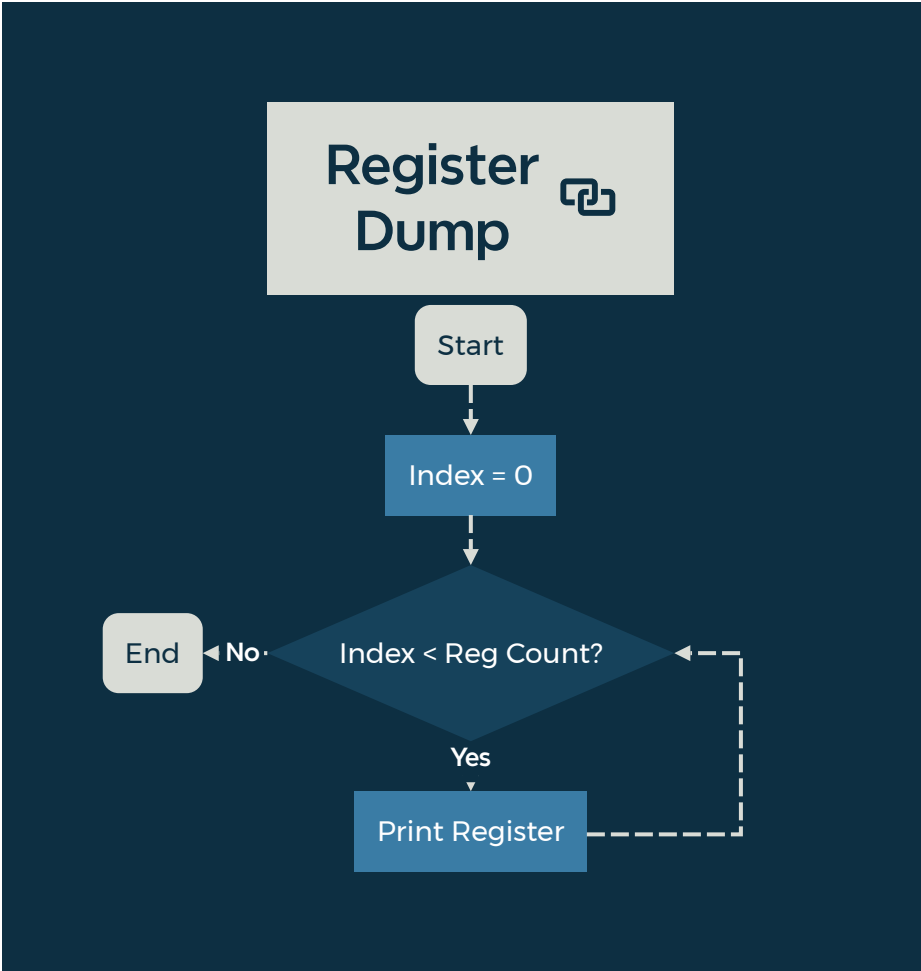 Register
Dump
Start
Index = 0
Index < Reg Count?
No
End
Yes
Print Register